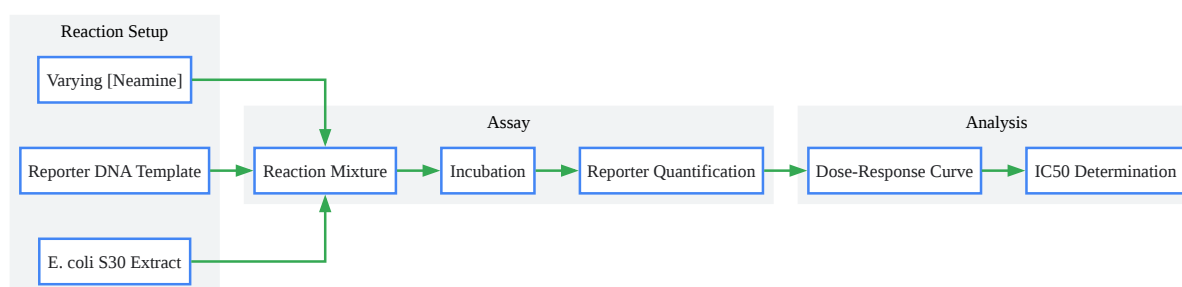 Reaction Setup
Varying [Neamine]
Reporter DNA Template
E. coli S30 Extract
Assay
Reaction Mixture
Incubation
Reporter Quantification
Analysis
Dose-Response Curve
IC50 Determination